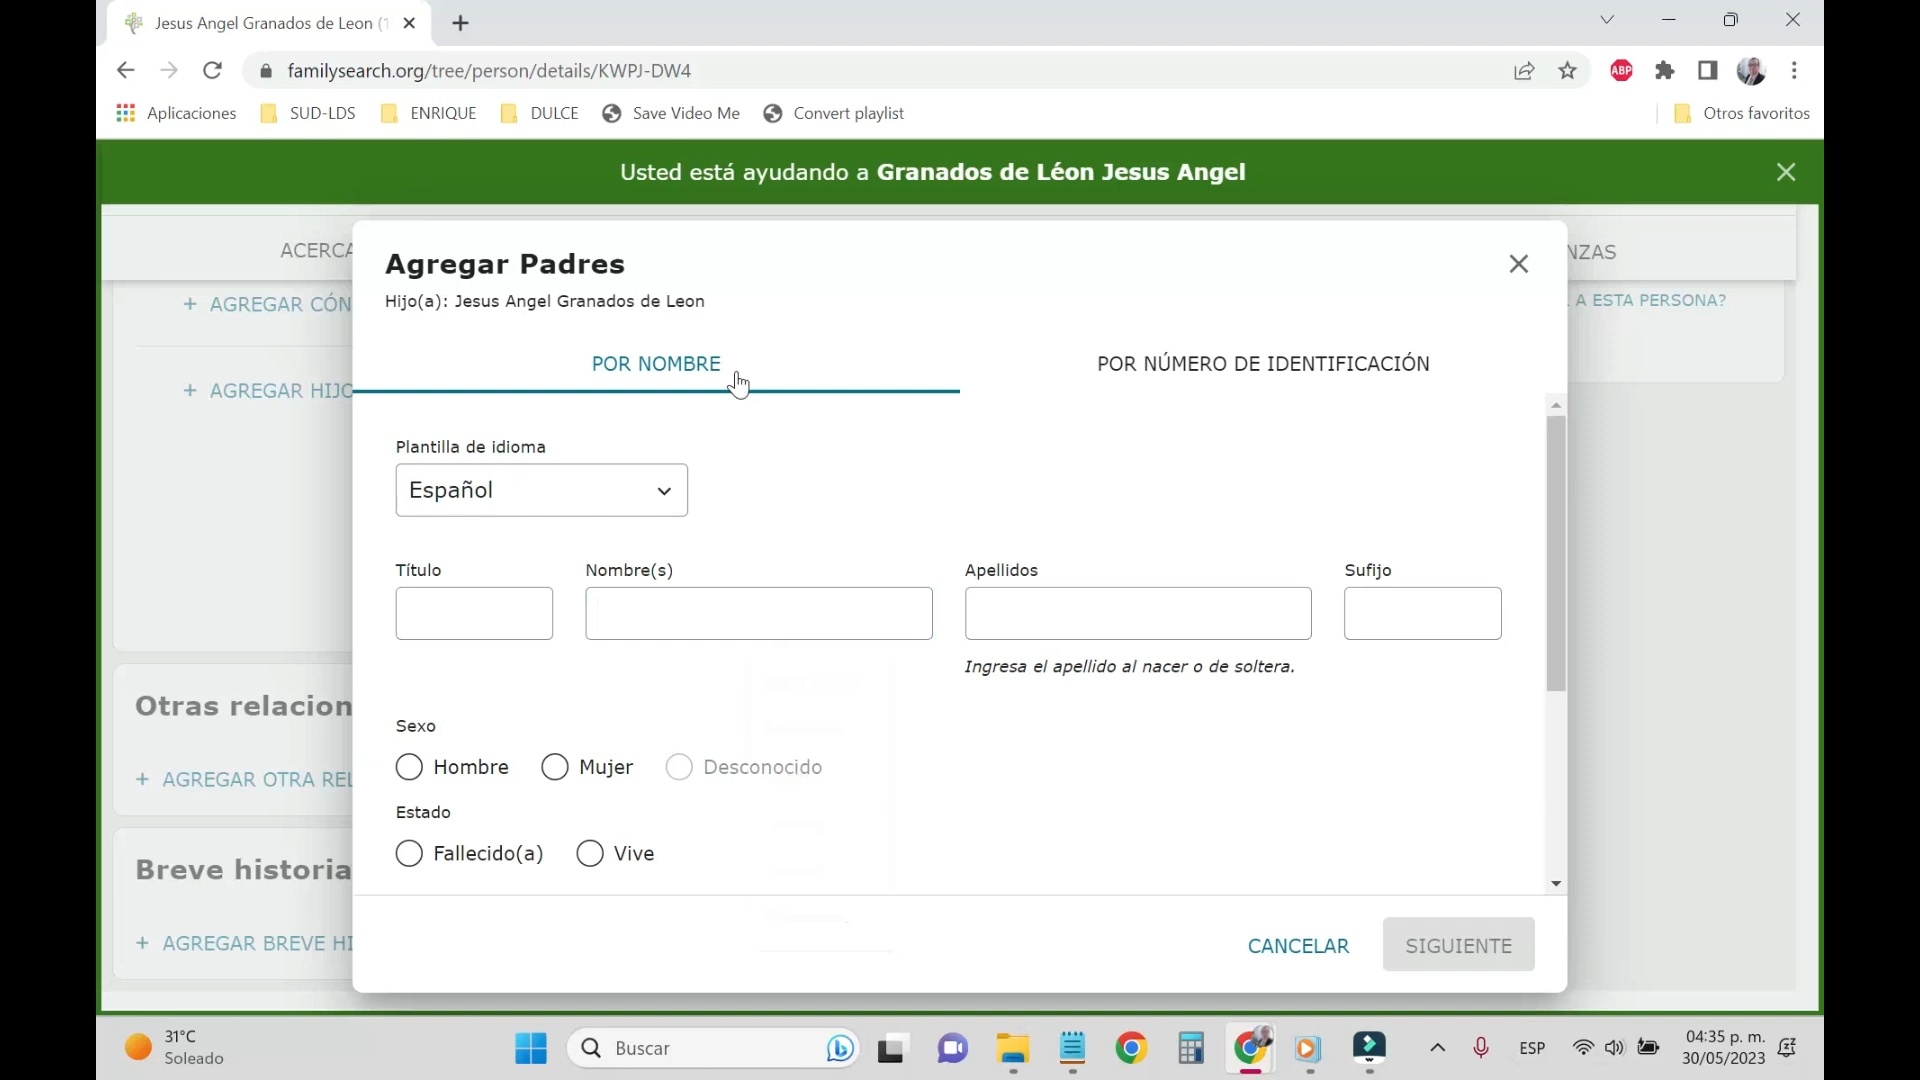 Jesus Angel Granados de Leon (1
familysearch.org/tree/person/details/KWPJ-DW4
ABP
Aplicaciones
SUD-LDS
ENRIQUE
DULCE
Save Video Me
Convert playlist
Otros favoritos
Usted está ayudando a Granados de Léon Jesus Angel
ACERCA
NZAS
Agregar Padres
Hijo(a): Jesus Angel Granados de Leon
+ AGREGAR CÓN
A ESTA PERSONA?
POR NOMBRE
POR NÚMERO DE IDENTIFICACIÓN
+ AGREGAR HIJO
Plantilla de idioma
Español
Título
Nombre(s)
Apellidos
Sufijo
Ingresa el apellido al nacer o de soltera.
Otras relacion
Sexo
Hombre
Mujer
Desconocido
+ AGREGAR OTRA REL
Estado
Fallecido(a)
Vive
Breve historia
+ AGREGAR BREVE HI
CANCELAR
SIGUIENTE
31°C
Soleado
Buscar
ESP
04:35 p. m.
30/05/2023